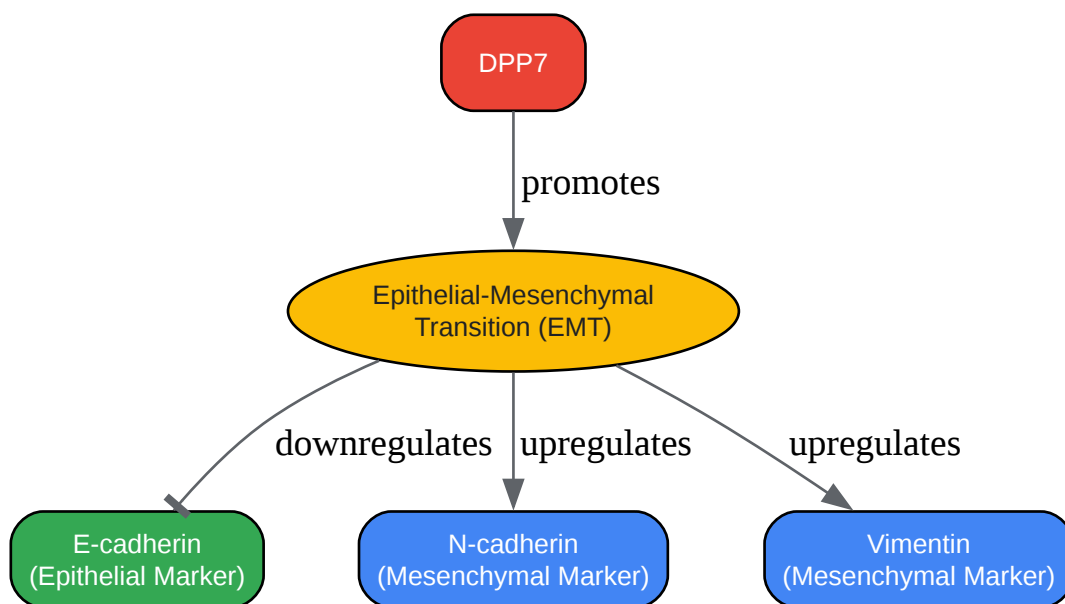 DPP7
promotes
Epithelial-Mesenchymal
Transition (EMT)
downregulates
upregulates
upregulates
E-cadherin
(Epithelial Marker)
N-cadherin
(Mesenchymal Marker)
Vimentin
(Mesenchymal Marker)